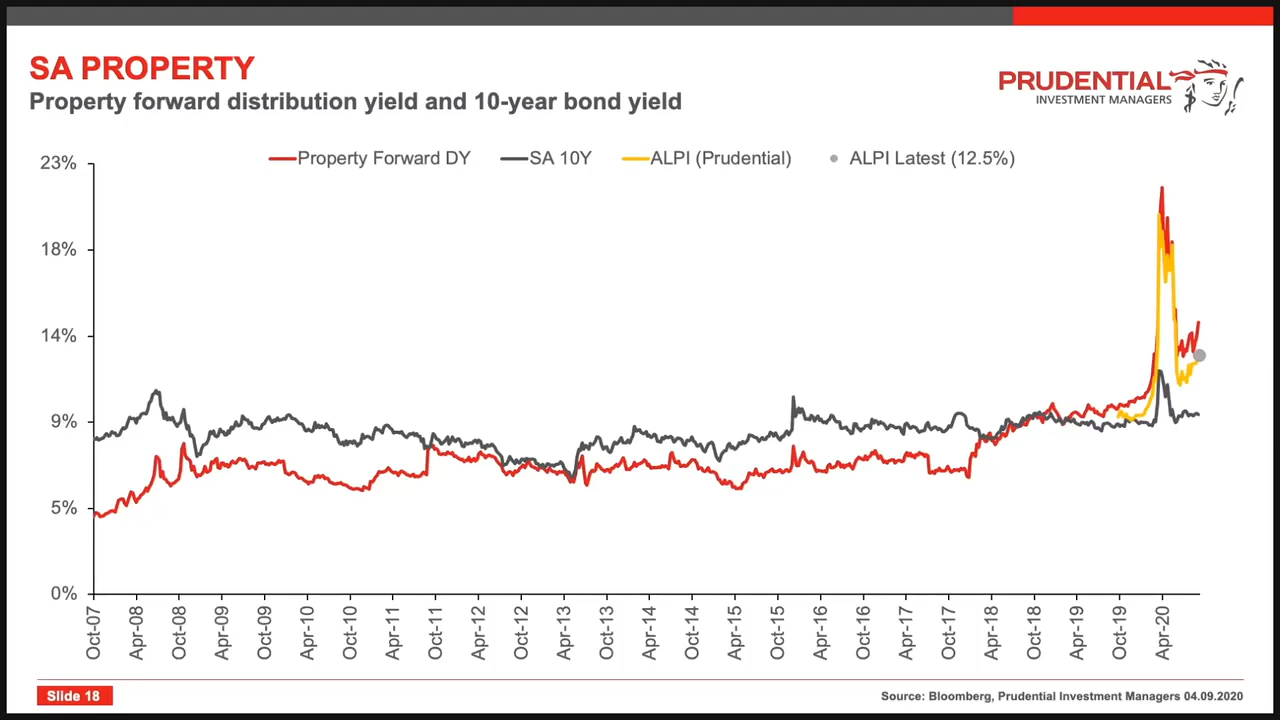 SA PROPERTY
Property forward distribution yield and 10-year bond yield
PRUDENTIAL
INVESTMENT MANAGERS
Property Forward DY
SA 10Y
ALPI (Prudential)
ALPI Latest (12.5%)
23%
18%
14%
9%
5%
0%
Oct-07
Apr-08
Oct-08
Apr-09
Oct-09
Apr-10
Oct-10
Apr-11
Oct-11
Apr-12
Oct-12
Apr-13
Oct-13
Apr-14
Oct-14
Apr-15
Oct-15
Apr-16
Oct-16
Apr-17
Oct-17
Apr-18
Oct-18
Apr-19
Oct-19
Apr-20
Slide 18
Source: Bloomberg, Prudential Investment Managers 04.09.2020